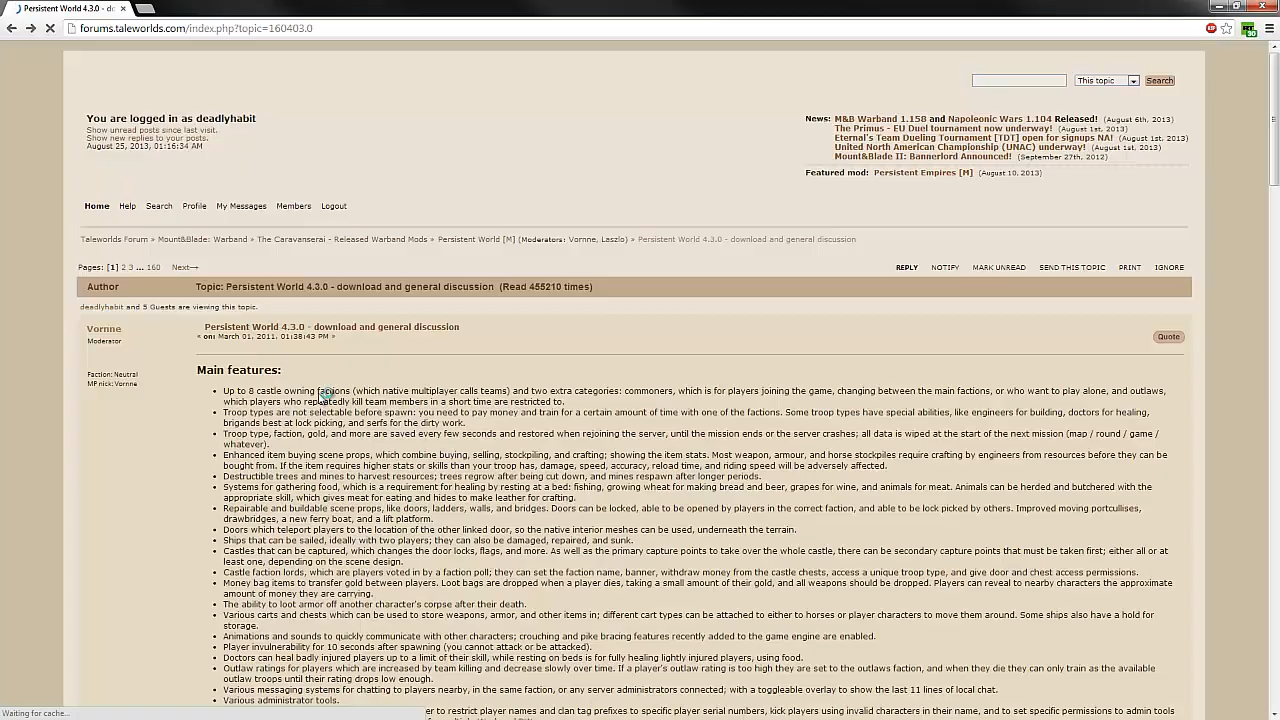 Persistent World 4.3.0 - do
forums.taleworlds.com/index.php?topic=160403.0
This topic
Search
You are logged in as deadlyhabit
Show unread posts since last visit.
Show new replies to your posts.
August 25, 2013, 01:16:34 AM
News: M&B Warband 1.158 and Napoleonic Wars 1.104 Released! (August 6th, 2013)
The Primus - EU Duel tournament now underway! (August 1st, 2013)
Eternal's Team Dueling Tournament [TDT] open for signups NA! (August 1st, 2013)
United North American Championship (UNAC) underway! (August 1st, 2013)
Mount&Blade II: Bannerlord Announced! (September 27th, 2012)
Featured mod: Persistent Empires [M] (August 10, 2013)
Home Help Search Profile My Messages Members Logout
Taleworlds Forum » Mount&Blade: Warband » The Caravanserai - Released Warband Mods » Persistent World [M] (Moderators: Vornne, Laszlo) » Persistent World 4.3.0 - download and general discussion
Pages: [1] 2 3 ... 160 Next→
REPLY NOTIFY MARK UNREAD SEND THIS TOPIC PRINT IGNORE
Author Topic: Persistent World 4.3.0 - download and general discussion (Read 455210 times)
deadlyhabit and 5 Guests are viewing this topic.
Vornne
Moderator
Faction: Neutral
MP nick: Vornne
Persistent World 4.3.0 - download and general discussion
« on: March 01, 2011, 01:38:43 PM »
Quote
Main features:
Up to 8 castle owning factions (which native multiplayer calls teams) and two extra categories: commoners, which is for players joining the game, changing between the main factions, or who want to play alone, and outlaws,
which players who repeatedly kill team members in a short time are restricted to.
Troop types are not selectable before spawn: you need to pay money and train for a certain amount of time with one of the factions. Some troop types have special abilities, like engineers for building, doctors for healing,
brigands best at lock picking, and serfs for the dirty work.
Troop type, faction, gold, and more are saved every few seconds and restored when rejoining the server, until the mission ends or the server crashes; all data is wiped at the start of the next mission (map / round / game /
whatever).
Enhanced item buying scene props, which combine buying, selling, stockpiling, and crafting; showing the item stats. Most weapon, armour, and horse stockpiles require crafting by engineers from resources before they can be
bought from. If the item requires higher stats or skills than your troop has, damage, speed, accuracy, reload time, and riding speed will be adversely affected.
Destructible trees and mines to harvest resources; trees regrow after being cut down, and mines respawn after longer periods.
Systems for gathering food, which is a requirement for healing by resting at a bed: fishing, growing wheat for making bread and beer, grapes for wine, and animals for meat. Animals can be herded and butchered with the
appropriate skill, which gives meat for eating and hides to make leather for crafting.
Repairable and buildable scene props, like doors, ladders, walls, and bridges. Doors can be locked, able to be opened by players in the correct faction, and able to be lock picked by others. Improved moving portcullises,
drawbridges, a new ferry boat, and a lift platform.
Doors which teleport players to the location of the other linked door, so the native interior meshes can be used, underneath the terrain.
Ships that can be sailed, ideally with two players; they can also be damaged, repaired, and sunk.
Castles that can be captured, which changes the door locks, flags, and more. As well as the primary capture points to take over the whole castle, there can be secondary capture points that must be taken first; either all or at
least one, depending on the scene design.
Castle faction lords, which are players voted in by a faction poll; they can set the faction name, banner, withdraw money from the castle chests, access a unique troop type, and give door and chest access permissions.
Money bag items to transfer gold between players. Loot bags are dropped when a player dies, taking a small amount of their gold, and all weapons should be dropped. Players can reveal to nearby characters the approximate
amount of money they are carrying.
The ability to loot armor off another character's corpse after their death.
Various carts and chests which can be used to store weapons, armor, and other items in; different cart types can be attached to either to horses or player characters to move them around. Some ships also have a hold for
storage.
Animations and sounds to quickly communicate with other characters; crouching and pike bracing features recently added to the game engine are enabled.
Player invulnerability for 10 seconds after spawning (you cannot attack or be attacked).
Doctors can heal badly injured players up to a limit of their skill, while resting on beds is for fully healing lightly injured players, using food.
Outlaw ratings for players which are increased by team killing and decrease slowly over time. If a player's outlaw rating is too high they are set to the outlaws faction, and when they die they can only train as the available
outlaw troops until their rating drops low enough.
Various messaging systems for chatting to players nearby, in the same faction, or any server administrators connected; with a toggleable overlay to show the last 11 lines of local chat.
Various administrator tools.
er to restrict player names and clan tag prefixes to specific player serial numbers, kick players using invalid characters in their name, and to set specific permissions to admin tools
Waiting for cache...